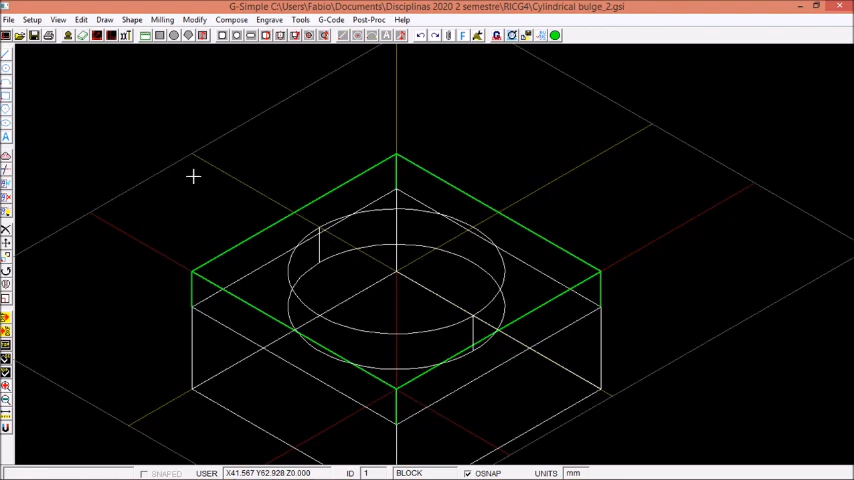 G-Simple C:\Users\Fabio\Documents\Disciplinas 2020 2 semestre\RICG4\Cylindrical bulge_2.gsi
File Setup View Edit Draw Shape Milling Modify Compose Engrave Tools G-Code Post-Proc Help
SNAPED USER X41.567 Y62.928 Z0.000 ID 1 BLOCK OSNAP UNITS mm